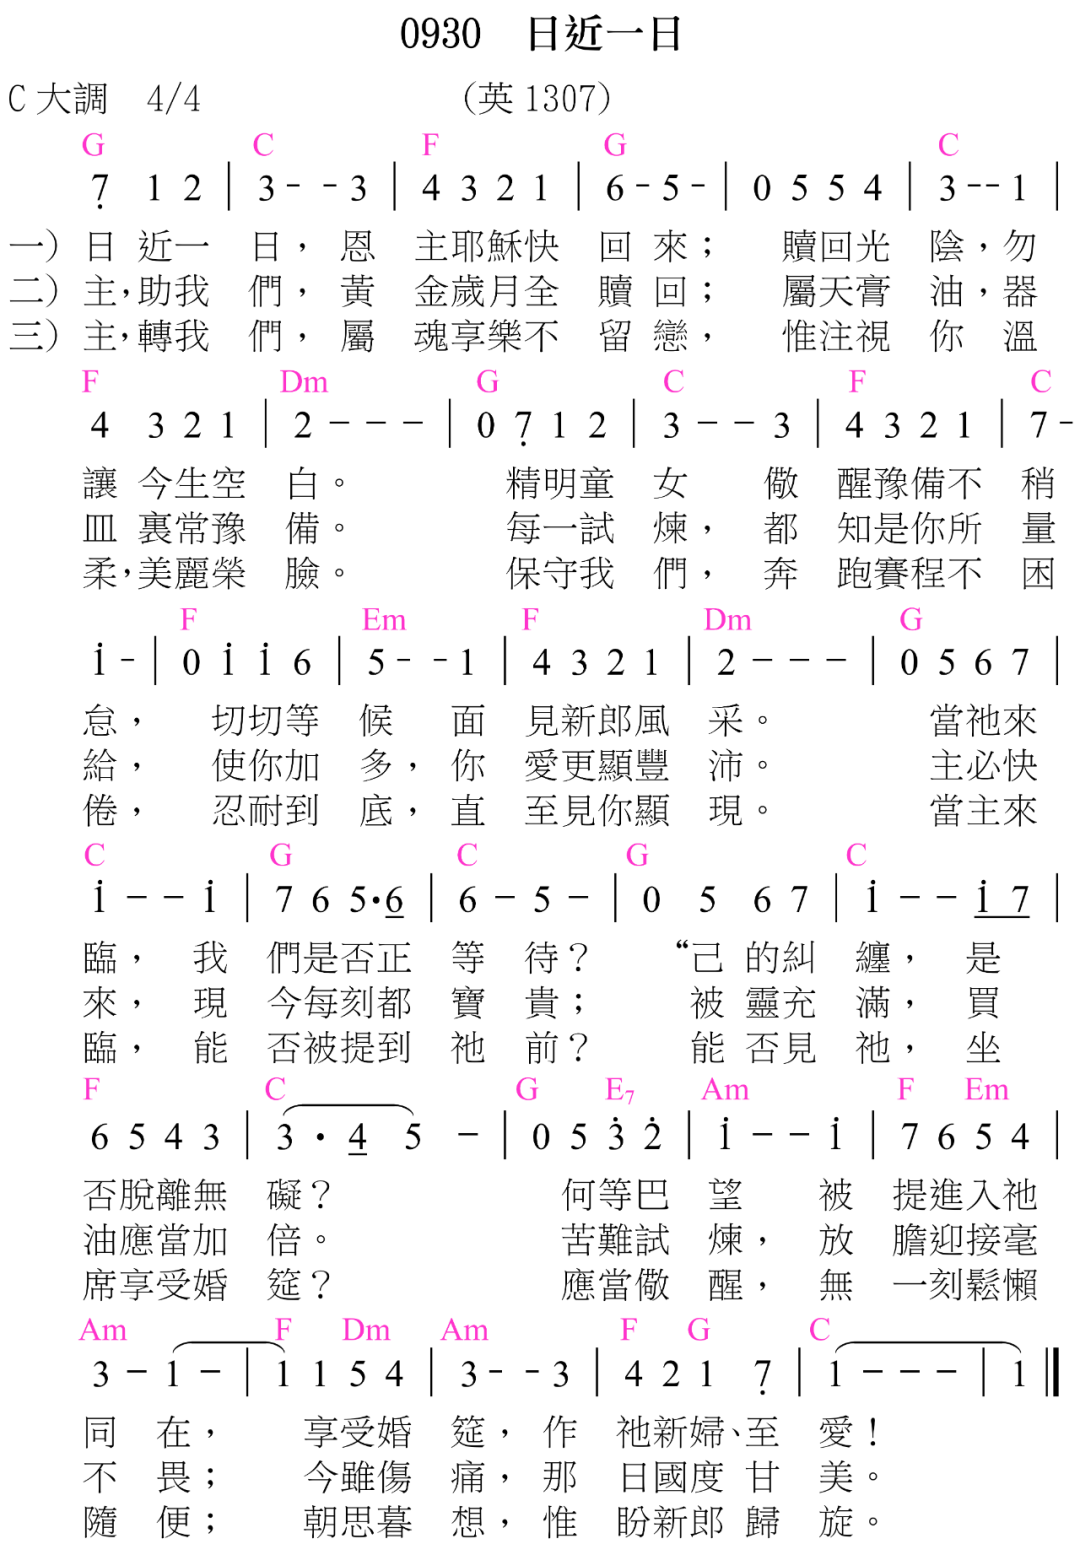 0930 日近一日
C 大調 4/4 (英 1307)
G C F G C
7̣ 1 2 | 3 - - 3 | 4 3 2 1 | 6 - 5 - | 0 5 5 4 | 3 - - 1 |
一) 日 近一 日, 恩 主耶穌快 回 來; 贖回光 陰, 勿
二) 主,助我 們, 黃 金歲月全 贖 回; 屬天膏 油, 器
三) 主,轉我 們, 屬 魂享樂不 留 戀, 惟注視 你 溫
F Dm G C F C
4 3 2 1 | 2 - - - | 0 7̣ 1 2 | 3 - - 3 | 4 3 2 1 | 7 -
讓 今生空 白。 精明童 女 儆 醒豫備不 稍
皿 裏常豫 備。 每一試 煉, 都 知是你所 量
柔,美麗榮 臉。 保守我 們, 奔 跑賽程不 困
F Em F Dm G
1̇ - | 0 1̇ 1̇ 6 | 5 - - 1 | 4 3 2 1 | 2 - - - | 0 5 6 7 |
怠, 切切等 候 面 見新郎風 采。 當祂來
給, 使你加 多, 你 愛更顯豐 沛。 主必快
倦, 忍耐到 底, 直 至見你顯 現。 當主來
C G C G C
1̇ - - 1̇ | 7 6 5·6 | 6 - 5 - | 0 5 6 7 | 1̇ - - 1̇ 7 |
臨, 我 們是否正 等 待? “己 的糾 纏, 是
來, 現 今每刻都 寶 貴; 被 靈充 滿, 買
臨, 能 否被提到 祂 前? 能 否見 祂, 坐
F C G E7 Am F Em
6 5 4 3 | 3 · 4 5 - | 0 5 3̇ 2̇ | 1̇ - - 1̇ | 7 6 5 4 |
否脫離無 礙? 何等巴 望 被 提進入祂
油應當加 倍。 苦難試 煉, 放 膽迎接毫
席享受婚 筵? 應當儆 醒, 無 一刻鬆懶
Am F Dm Am F G C
3 - 1 - | 1 1 5 4 | 3 - - 3 | 4 2 1 7̣ | 1 - - - | 1 ‖
同 在, 享受婚 筵, 作 祂新婦、至 愛!
不 畏; 今雖傷 痛, 那 日國度 甘 美。
隨 便; 朝思暮 想, 惟 盼新郎 歸 旋。